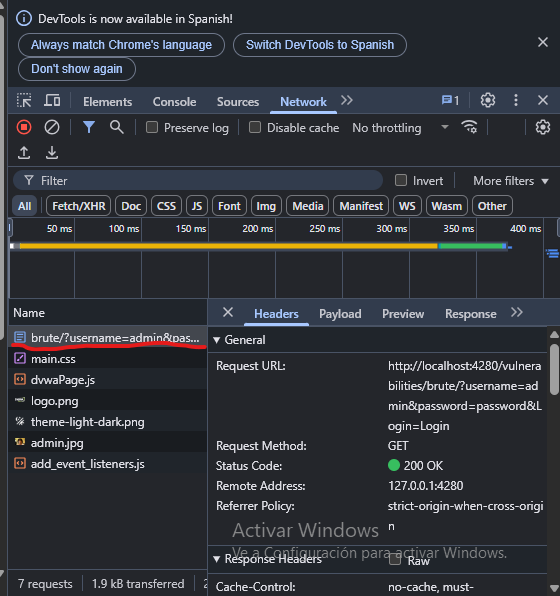 DevTools is now available in Spanish!
Always match Chrome's language Switch DevTools to Spanish
Don't show again
Elements Console Sources Network 1
Preserve log Disable cache No throttling
Filter Invert More filters
All Fetch/XHR Doc CSS JS Font Img Media Manifest WS Wasm Other
50 ms 100 ms 150 ms 200 ms 250 ms 300 ms 350 ms 400 ms
Name Headers Payload Preview Response
brute/?username=admin&pas...
main.css
dvwaPage.js
logo.png
theme-light-dark.png
admin.jpg
add_event_listeners.js
General
Request URL: http://localhost:4280/vulner
abilities/brute/?username=ad
min&password=password&L
ogin=Login
Request Method: GET
Status Code: 200 OK
Remote Address: 127.0.0.1:4280
Referrer Policy: strict-origin-when-cross-orig
in
Activar Windows
Ve a Configuración para activar Windows.
Response Headers Raw
Cache-Control: no-cache, must-
7 requests 1.9 kB transferred 2